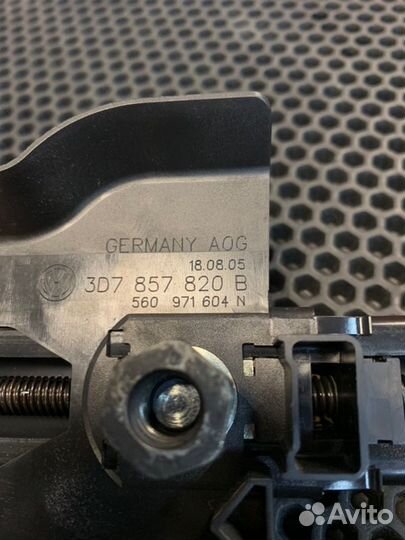 GERMANY AOG
18.08.05
3D7 857 820 B
560 971 604 N
Avito